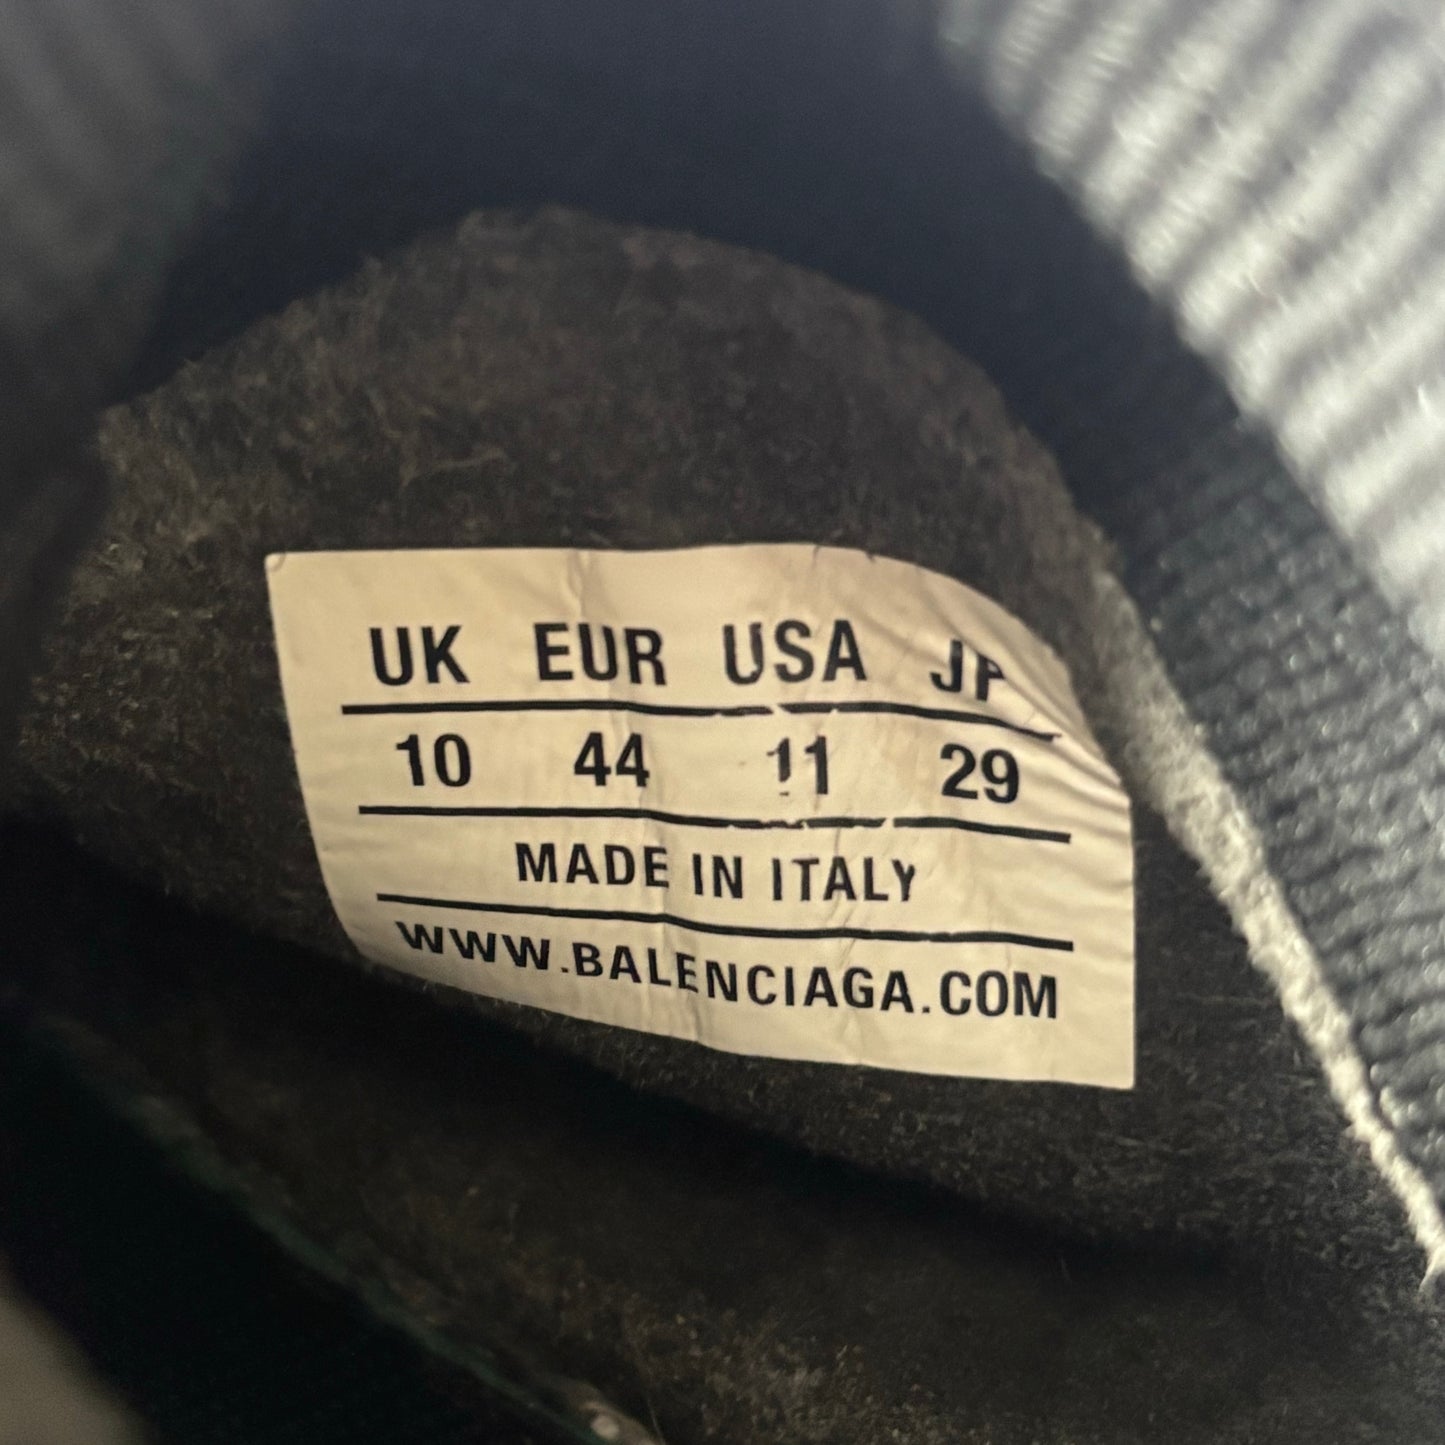 UK EUR USA JP
10 44 11 29
MADE IN ITALY
WWW.BALENCIAGA.COM